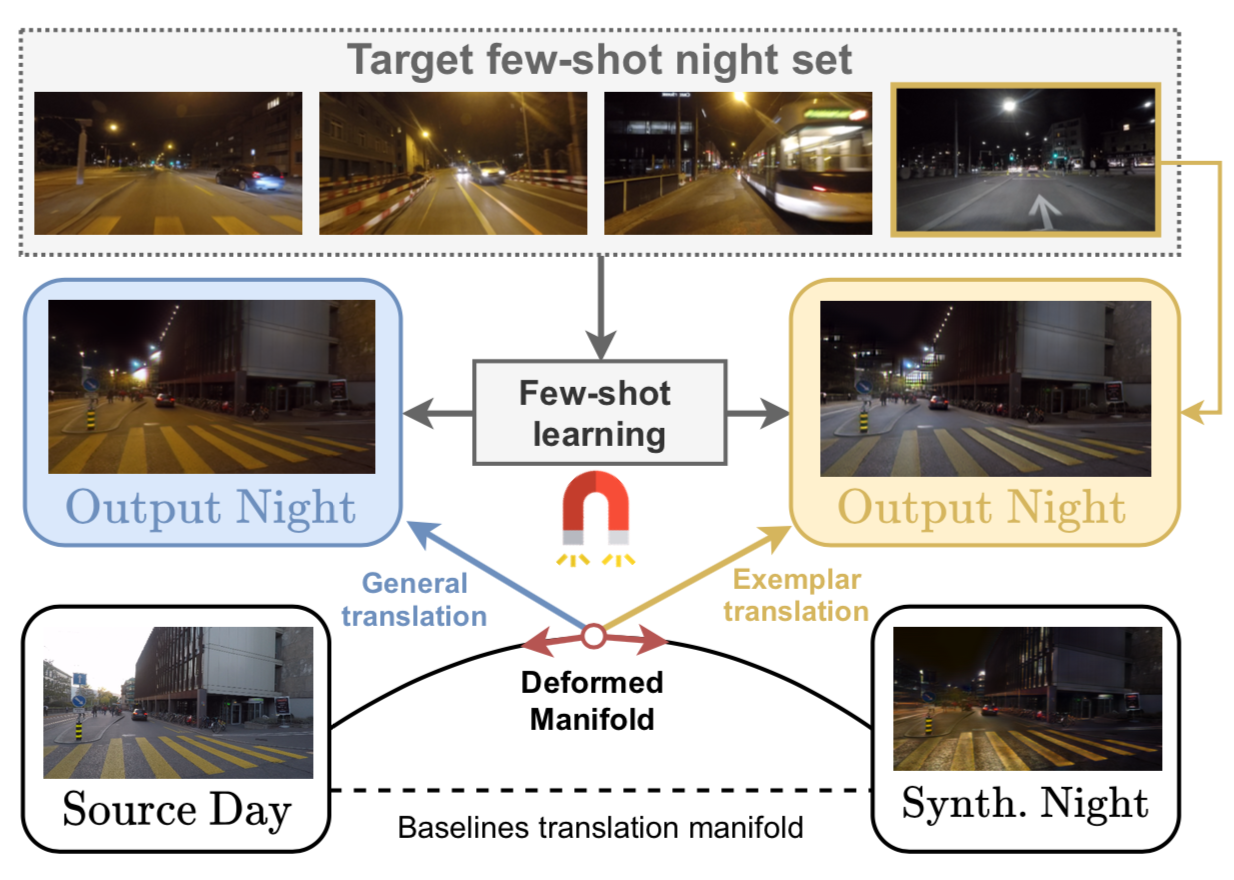 Target few-shot night set
Few-shot
learning
Output Night
Output Night
General
translation
Exemplar
translation
Deformed
Manifold
Source Day
Synth. Night
Baselines translation manifold